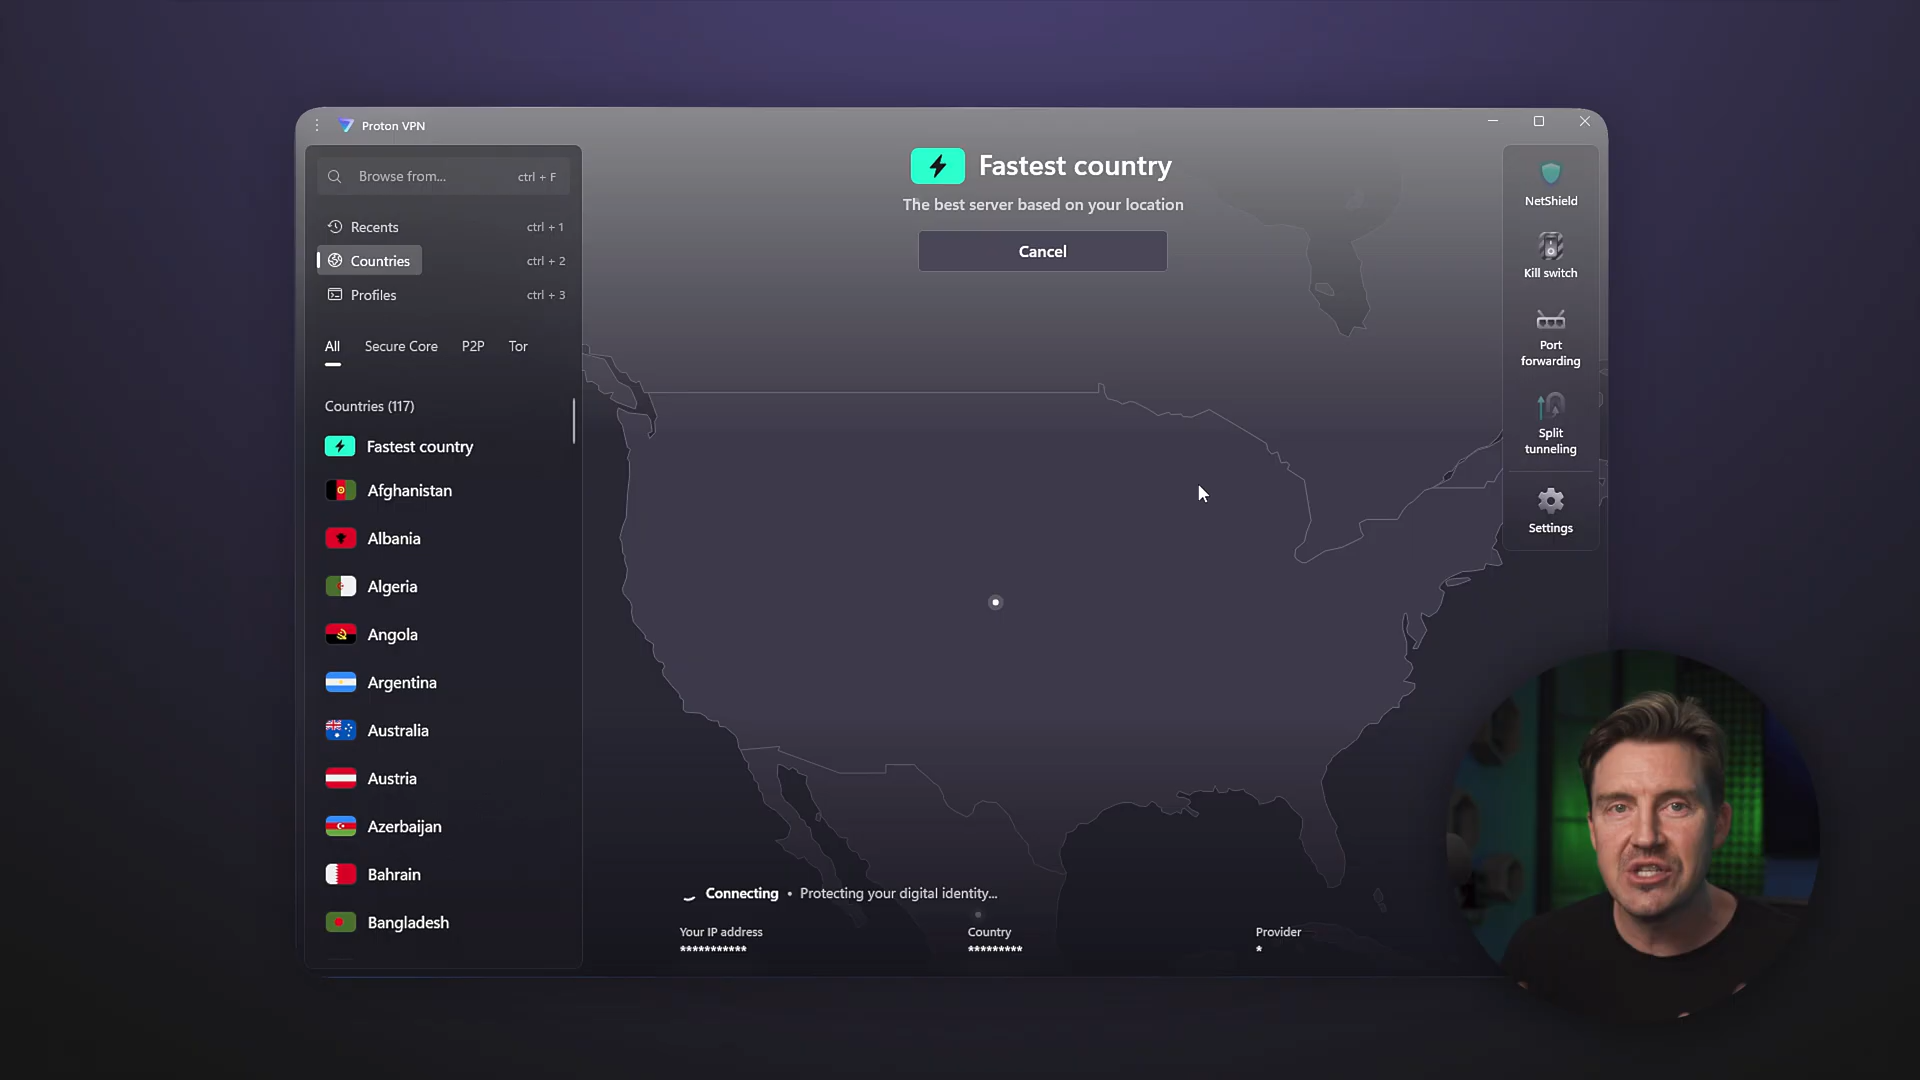 Proton VPN
Browse from...
ctrl + F
Recents
ctrl + 1
Countries
ctrl + 2
Profiles
ctrl + 3
All
Secure Core
P2P
Tor
Countries (117)
Fastest country
Afghanistan
Albania
Algeria
Angola
Argentina
Australia
Austria
Azerbaijan
Bahrain
Bangladesh
Fastest country
The best server based on your location
Cancel
Connecting • Protecting your digital identity...
Your IP address
***********
Country
*********
Provider
*
NetShield
Kill switch
Port
forwarding
Split
tunneling
Settings